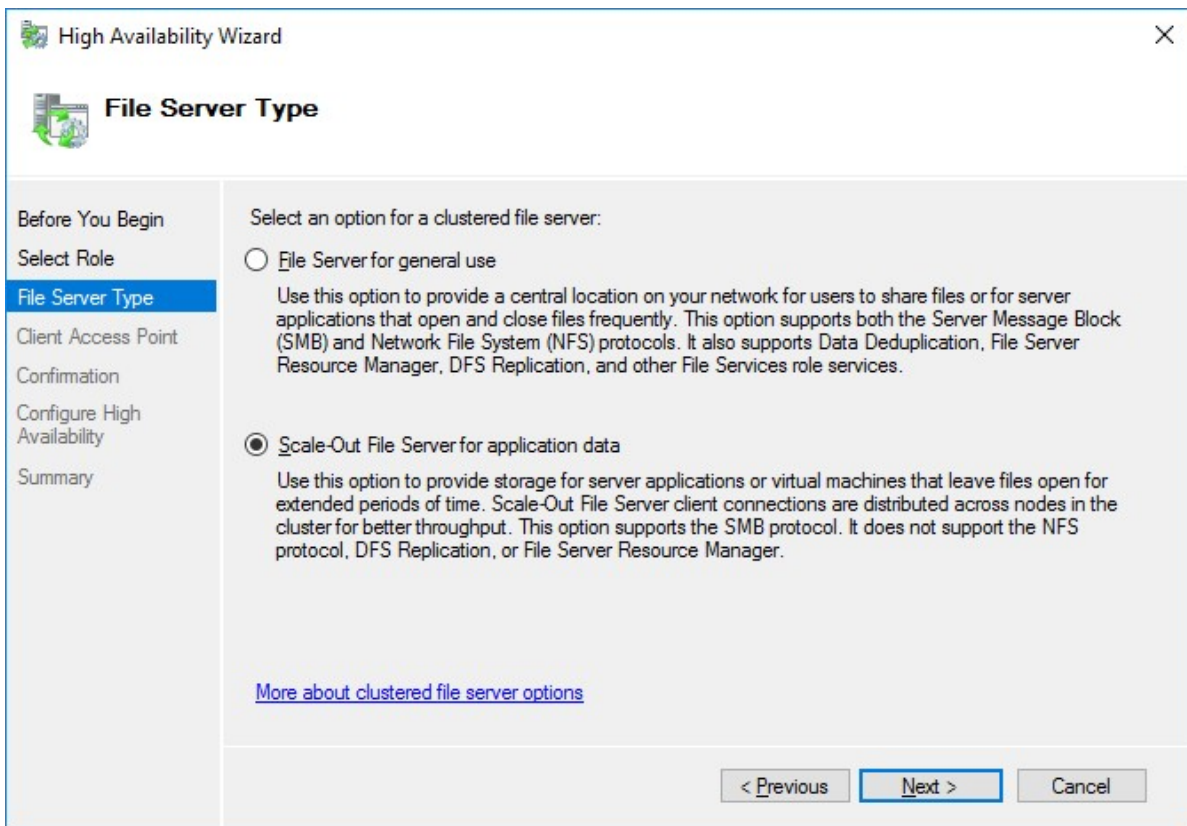 High Availability Wizard
File Server Type
Before You Begin
Select Role
File Server Type
Client Access Point
Confirmation
Configure High
Availability
Summary
Select an option for a clustered file server:
File Server for general use
Use this option to provide a central location on your network for users to share files or for server
applications that open and close files frequently. This option supports both the Server Message Block
(SMB) and Network File System (NFS) protocols. It also supports Data Deduplication, File Server
Resource Manager, DFS Replication, and other File Services role services.
Scale-Out File Server for application data
Use this option to provide storage for server applications or virtual machines that leave files open for
extended periods of time. Scale-Out File Server client connections are distributed across nodes in the
cluster for better throughput. This option supports the SMB protocol. It does not support the NFS
protocol, DFS Replication, or File Server Resource Manager.
More about clustered file server options
< Previous
Next >
Cancel